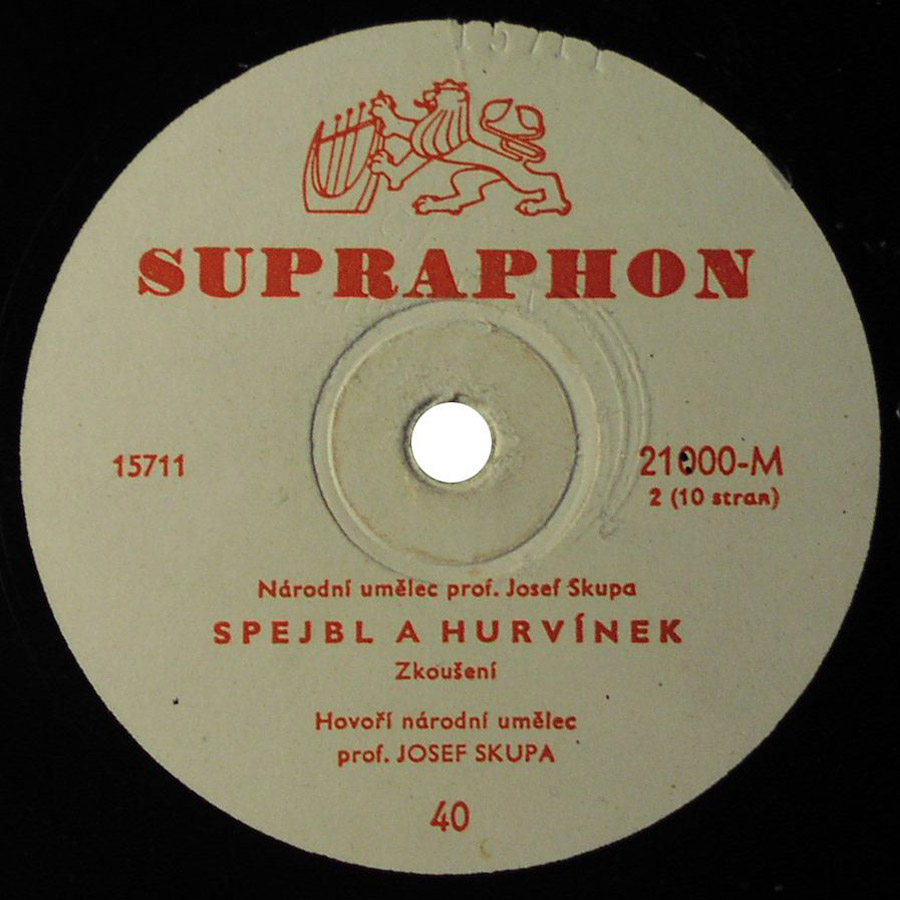 15711
SUPRAPHON
15711
21000-M
2 (10 stran)
Národní umělec prof. Josef Skupa
SPEJBL A HURVÍNEK
Zkoušení
Hovoří národní umělec
prof. JOSEF SKUPA
40